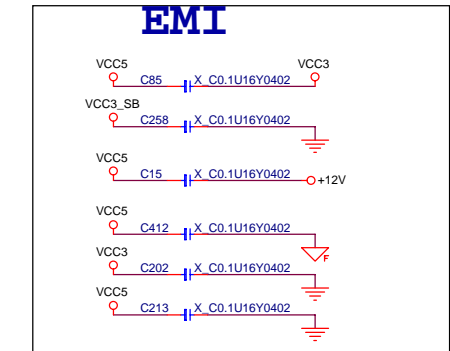 EMI
VCC5 VCC3
C85 X_C0.1U16Y0402
VCC3_SB
C258 X_C0.1U16Y0402
VCC5
C15 X_C0.1U16Y0402 +12V
VCC5
C412 X_C0.1U16Y0402
F
VCC3
C202 X_C0.1U16Y0402
VCC5
C213 X_C0.1U16Y0402